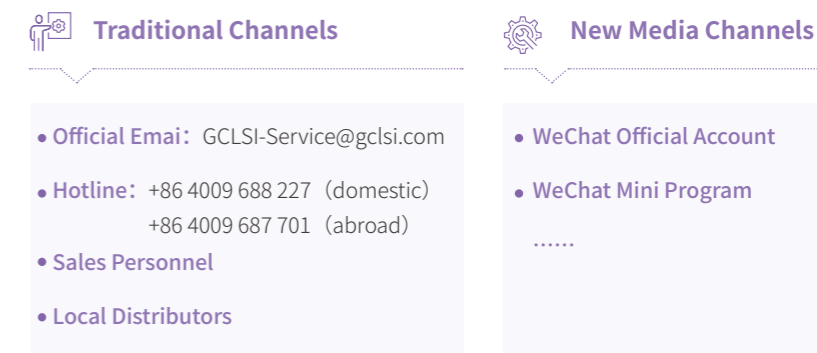 Traditional Channels
• Official Emai：GCLSI-Service@gclsi.com
• Hotline：+86 4009 688 227（domestic）
+86 4009 687 701（abroad）
• Sales Personnel
• Local Distributors
New Media Channels
• WeChat Official Account
• WeChat Mini Program
......